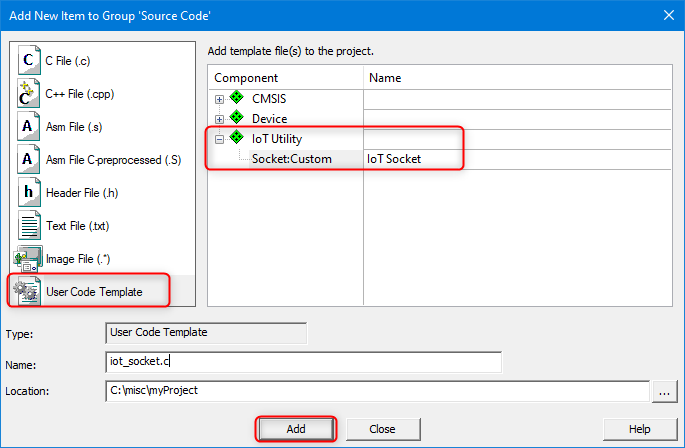 Add New Item to Group 'Source Code'
C File (.c)
C++ File (.cpp)
Asm File (.s)
Asm File C-preprocessed (.S)
Header File (.h)
Text File (.txt)
Image File (.*)
User Code Template
Add template file(s) to the project.
Component Name
CMSIS
Device
IoT Utility
Socket:Custom IoT Socket
Type: User Code Template
Name: iot_socket.c
Location: C:\misc\myProject ...
Add Close Help